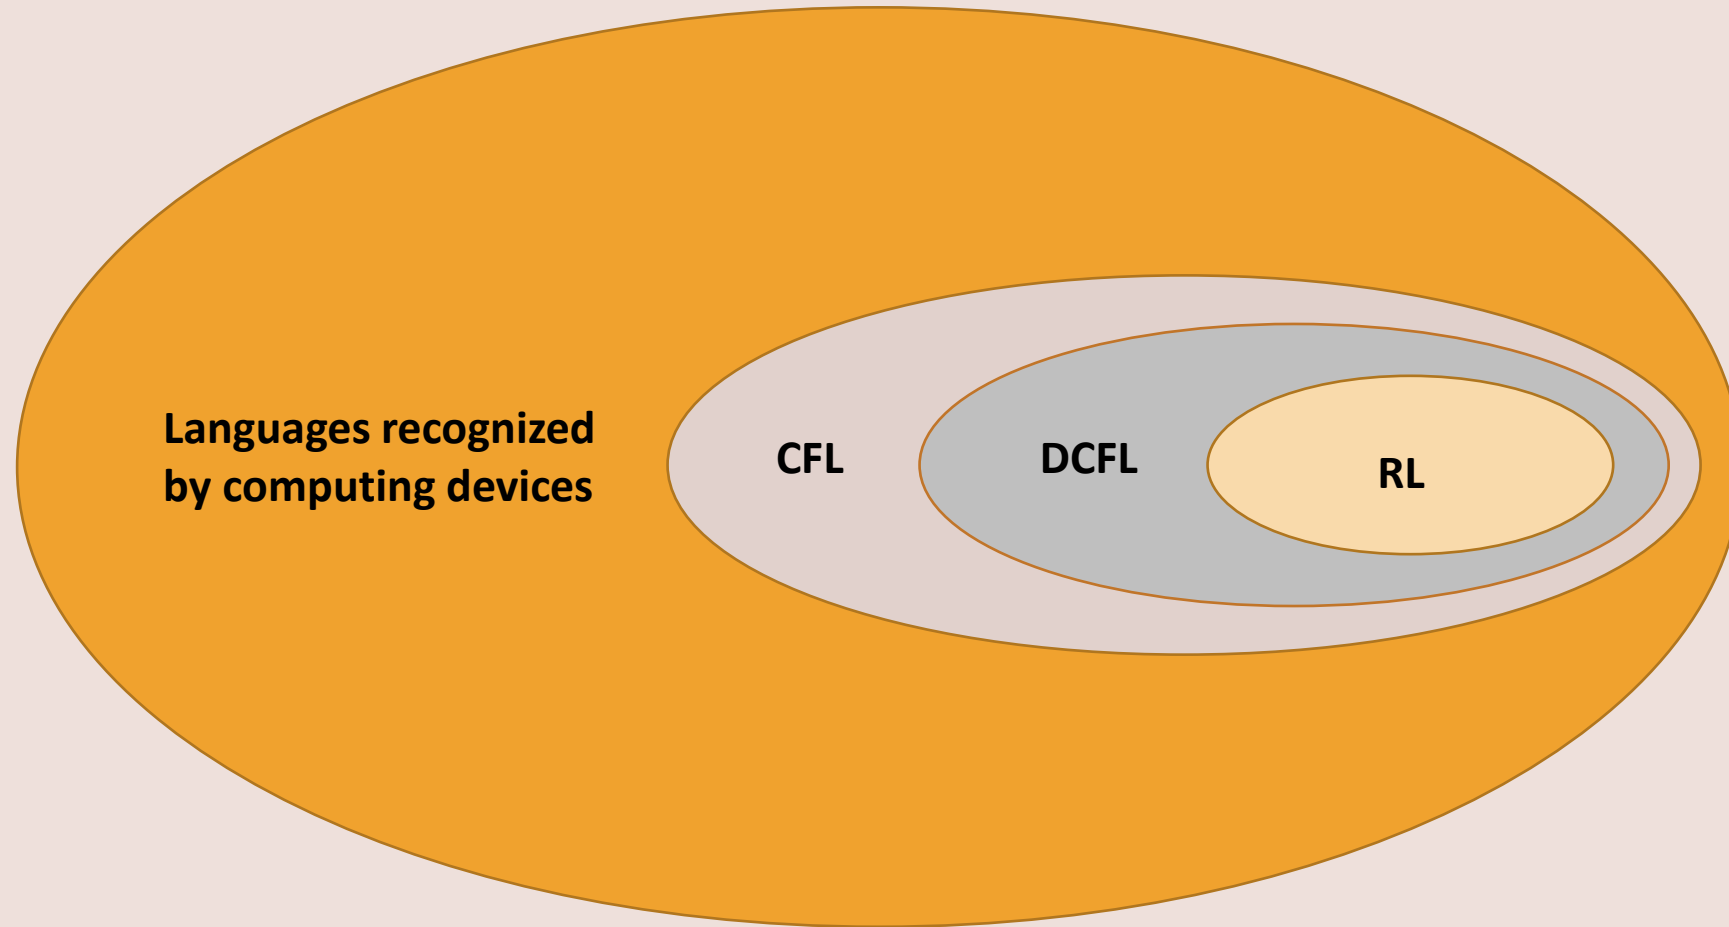 Languages recognized
by computing devices
CFL
DCFL
RL